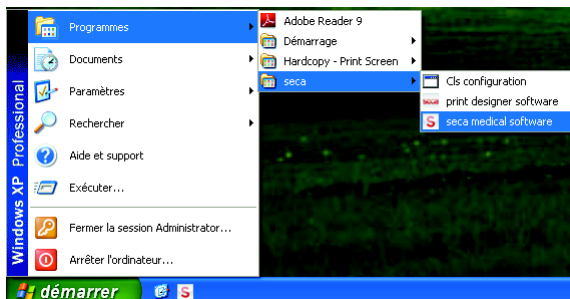 Windows XP Professional
Programmes
Documents
Paramètres
Rechercher
Aide et support
Exécuter...
Fermer la session Administrator...
Arrêter l'ordinateur...
Adobe Reader 9
Démarrage
Hardcopy - Print Screen
seca
Cls configuration
seca print designer software
S seca medical software
démarrer
S